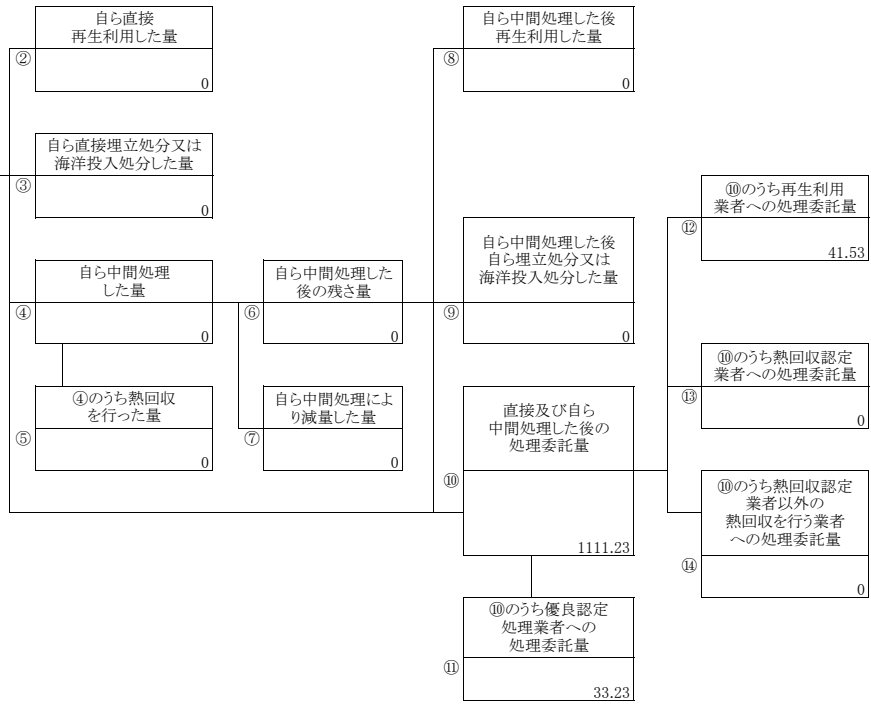 自ら直接
再生利用した量
②
0
自ら直接埋立処分又は
海洋投入処分した量
③
0
自ら中間処理
した量
④
0
④のうち熱回収
を行った量
⑤
0
自ら中間処理した
後の残さ量
⑥
0
自ら中間処理によ
り減量した量
⑦
0
自ら中間処理した後
再生利用した量
⑧
0
自ら中間処理した後
自ら埋立処分又は
海洋投入処分した量
⑨
0
直接及び自ら
中間処理した後の
処理委託量
⑩
1111.23
⑩のうち優良認定
処理業者への
処理委託量
⑪
33.23
⑩のうち再生利用
業者への処理委託量
⑫
41.53
⑩のうち熱回収認定
業者への処理委託量
⑬
0
⑩のうち熱回収認定
業者以外の
熱回収を行う業者
への処理委託量
⑭
0